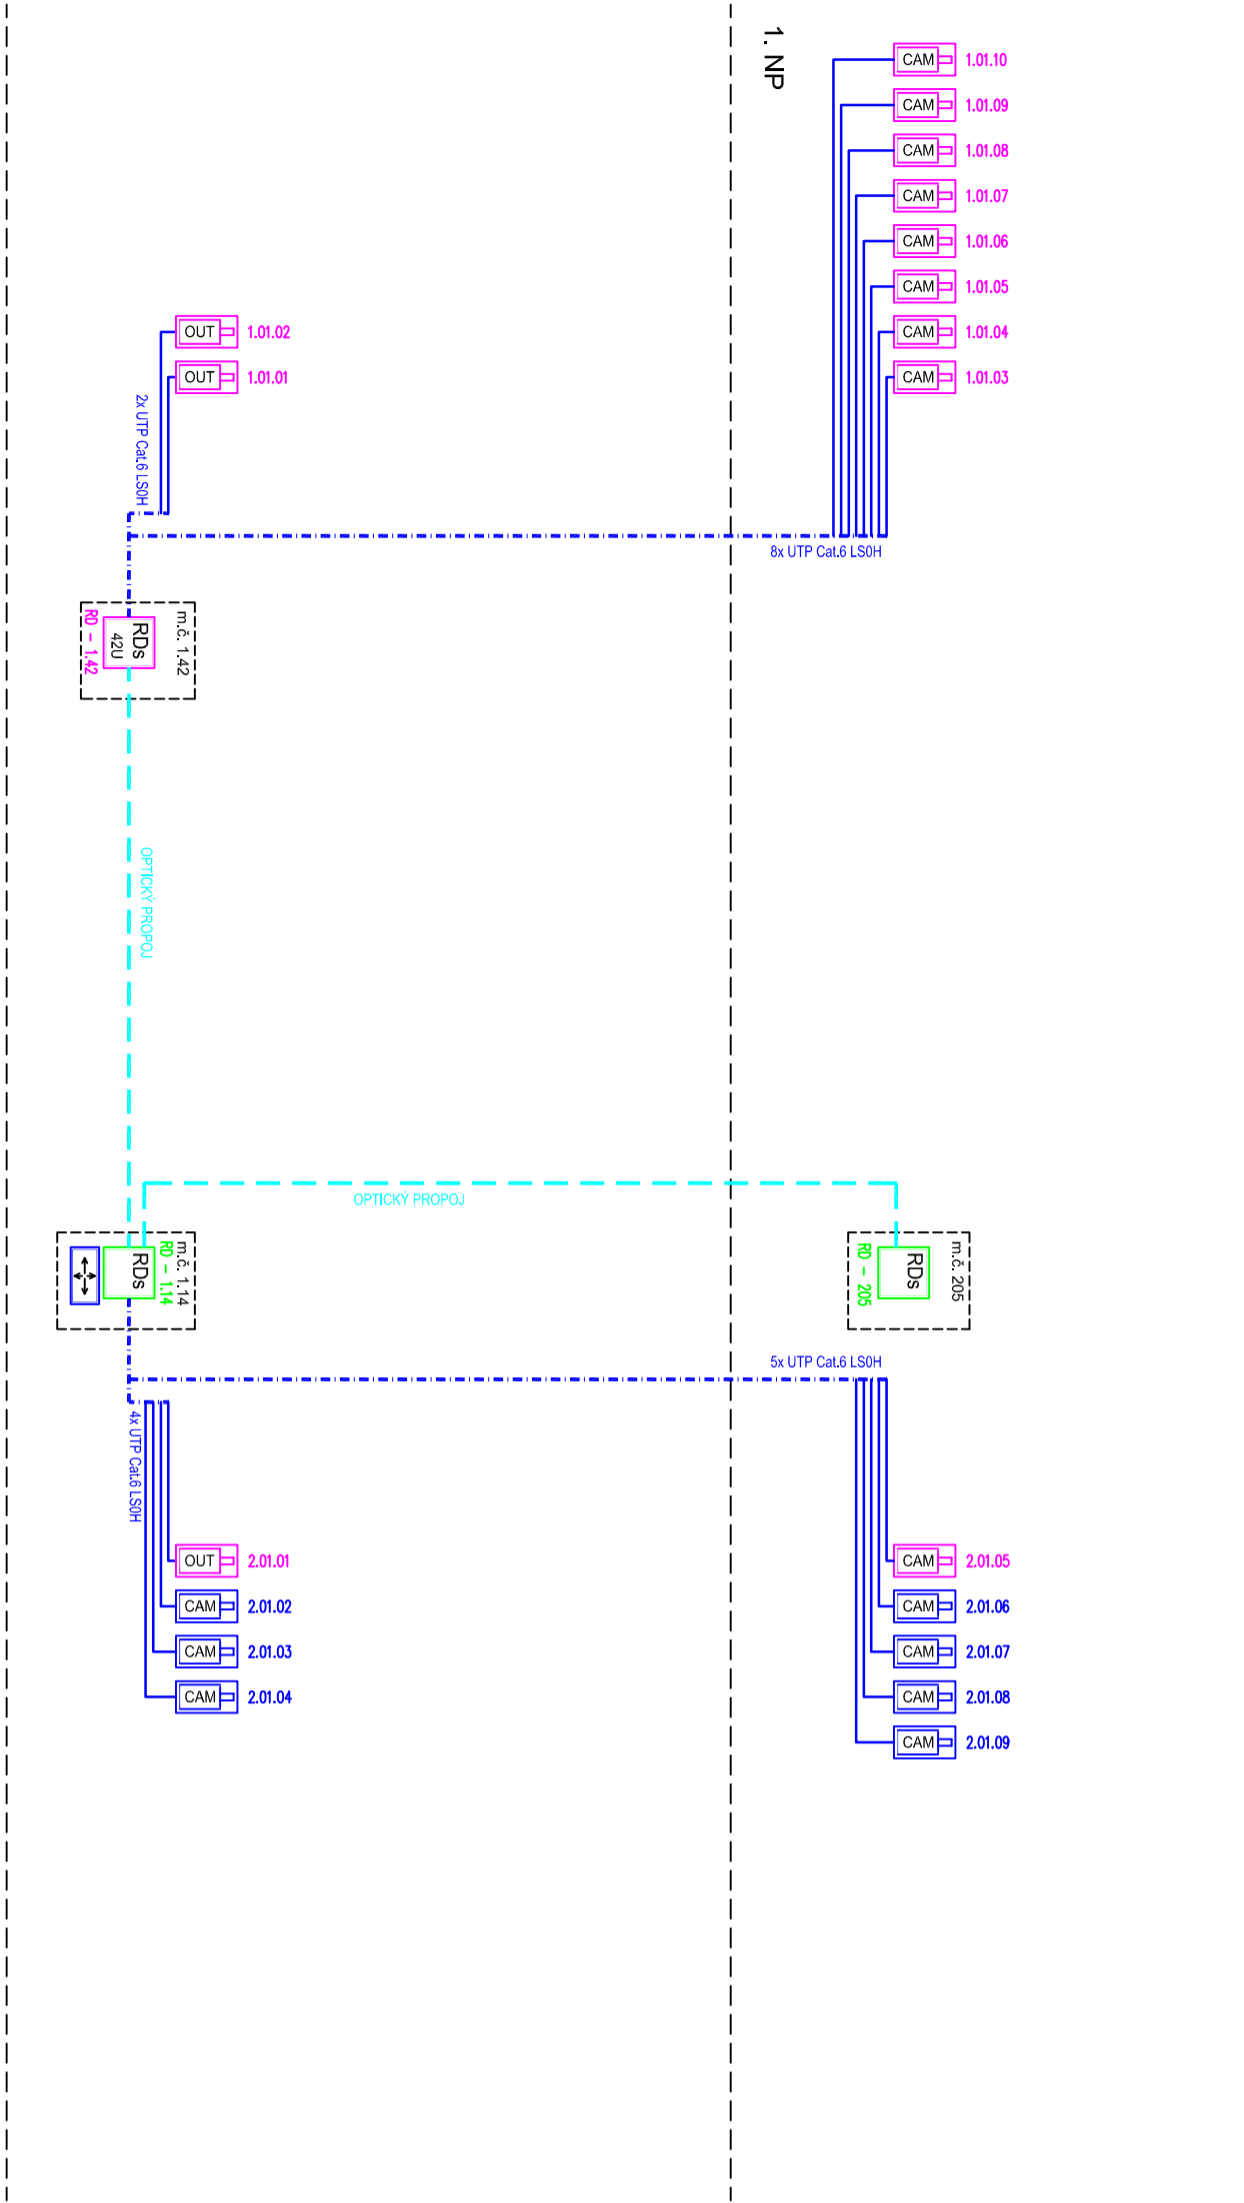 1. NP
CAM 1.01.10
CAM 1.01.09
CAM 1.01.08
CAM 1.01.07
CAM 1.01.06
CAM 1.01.05
CAM 1.01.04
CAM 1.01.03
OUT 1.01.02
OUT 1.01.01
2x UTP Cat.6 LS0H
8x UTP Cat.6 LS0H
m.č. 1.42
RDs
42U
RD - 1.42
OPTICKÝ PROPOJ
OPTICKÝ PROPOJ
m.č. 1.14
RD - 1.14
RDs
m.č. 205
RDs
RD - 205
5x UTP Cat.6 LS0H
4x UTP Cat.6 LS0H
OUT 2.01.01
CAM 2.01.02
CAM 2.01.03
CAM 2.01.04
CAM 2.01.05
CAM 2.01.06
CAM 2.01.07
CAM 2.01.08
CAM 2.01.09